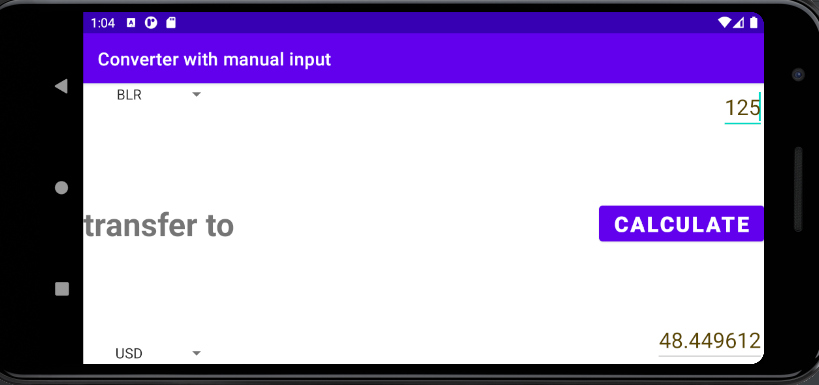 1:04
Converter with manual input
BLR
125
transfer to
CALCULATE
USD
48.449612